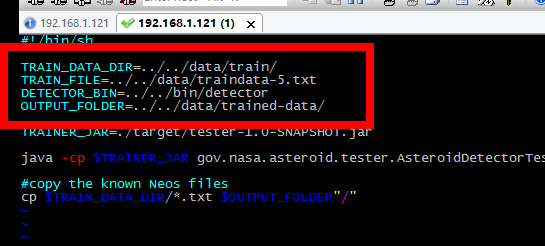 192.168.1.121
192.168.1.121 (1)
#!/bin/sh
TRAIN_DATA_DIR=../../data/train/
TRAIN_FILE=../../data/traindata-5.txt
DETECTOR_BIN=../../bin/detector
OUTPUT_FOLDER=../../data/trained-data/
TRAINER_JAR=./target/tester-1.0-SNAPSHOT.jar
java -cp $TRAINER_JAR gov.nasa.asteroid.tester.AsteroidDetectorTes
#copy the known Neos files
cp $TRAIN_DATA_DIR/*.txt $OUTPUT_FOLDER"/"
~
~
~